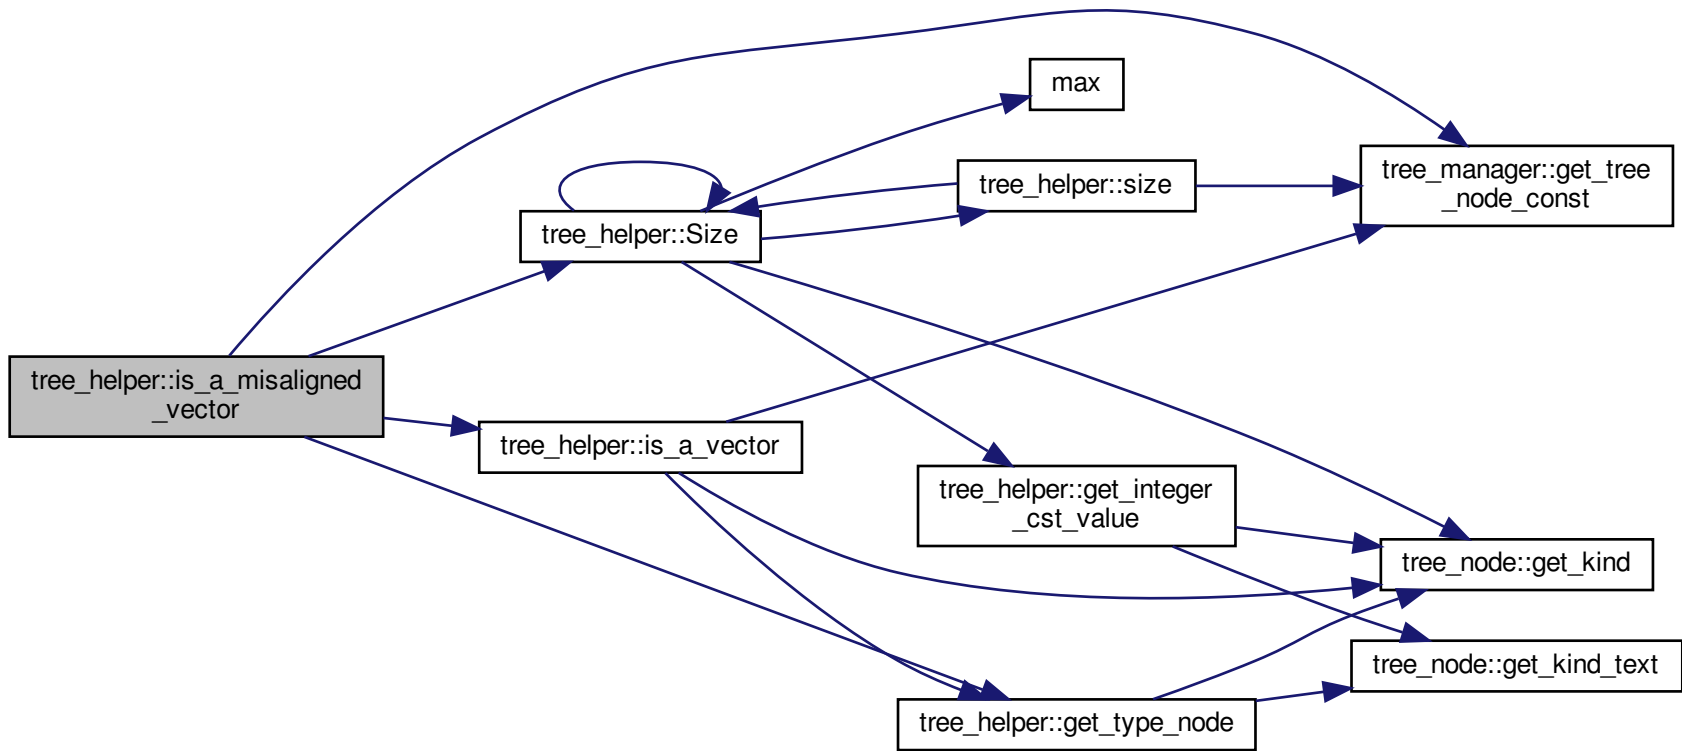 max
tree_manager::get_tree
_node_const
tree_helper::size
tree_helper::Size
tree_helper::is_a_misaligned
_vector
tree_helper::is_a_vector
tree_helper::get_integer
_cst_value
tree_node::get_kind
tree_node::get_kind_text
tree_helper::get_type_node